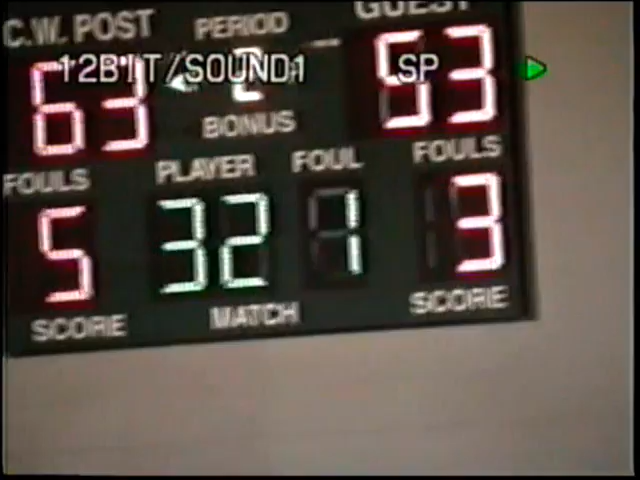 C.W. POST PERIOD GUEST
12BIT/SOUND1 SP
63 2 53
BONUS
FOULS PLAYER FOUL FOULS
5 32 1 3
SCORE MATCH SCORE